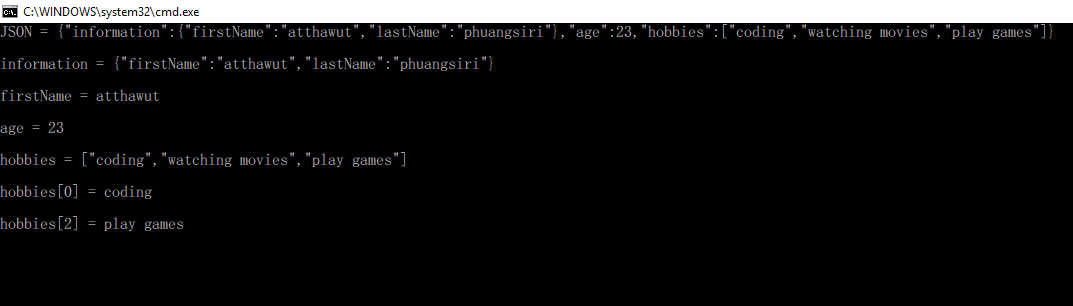 C:\WINDOWS\system32\cmd.exe
JSON = {"information":{"firstName":"atthawut","lastName":"phuangsiri"},"age":23,"hobbies":["coding","watching movies","play games"]}
information = {"firstName":"atthawut","lastName":"phuangsiri"}
firstName = atthawut
age = 23
hobbies = ["coding","watching movies","play games"]
hobbies[0] = coding
hobbies[2] = play games